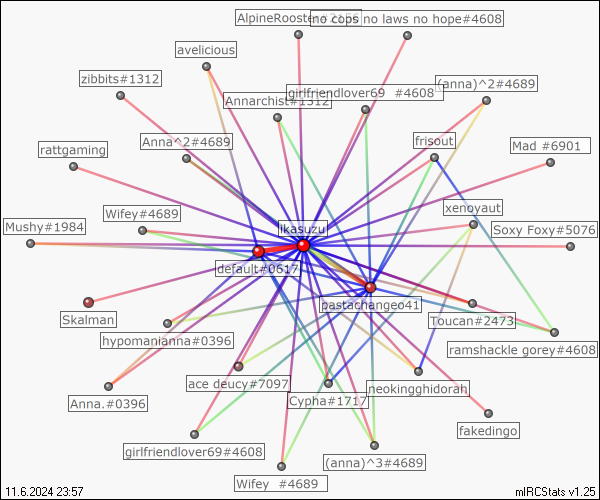 AlpineRooste
no cops no laws no hope#4608
avelicious
zibbits#1312
girlfriendlover69 #4608
(anna)^2#4689
Annarchist#1312
Anna^2#4689
frisout
Mad #6901
rattgaming
Wifey#4689
xenoyaut
Mushy#1984
ikasuzu
Soxy Foxy#5076
default#0617
pastachangeo41
Skalman
Toucan#2473
hypomanianna#0396
ramshackle gorey#4608
ace deucy#7097
neokingghidorah
Anna.#0396
Cypha#1717
fakedingo
girlfriendlover69#4608
(anna)^3#4689
Wifey #4689
11.6.2024 23:57
mIRCStats v1.25